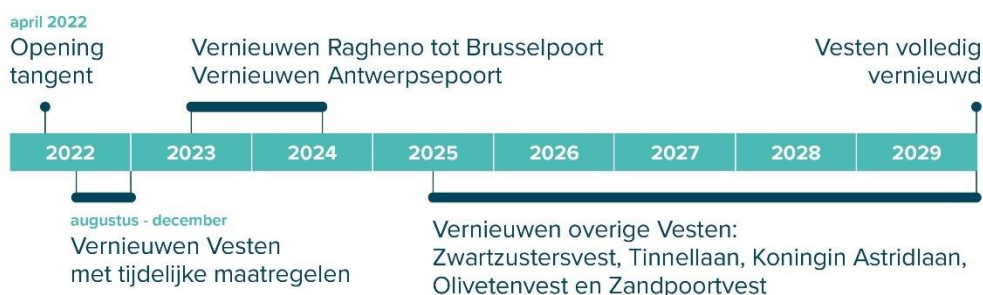 april 2022
Opening
tangent
Vernieuwen Ragheno tot Brusselpoort
Vernieuwen Antwerpsepoort
Vesten volledig
vernieuwd
2022 2023 2024 2025 2026 2027 2028 2029
augustus - december
Vernieuwen Vesten
met tijdelijke maatregelen
Vernieuwen overige Vesten:
Zwartzustersvest, Tinnellaan, Koningin Astridlaan,
Olivetenvest en Zandpoortvest